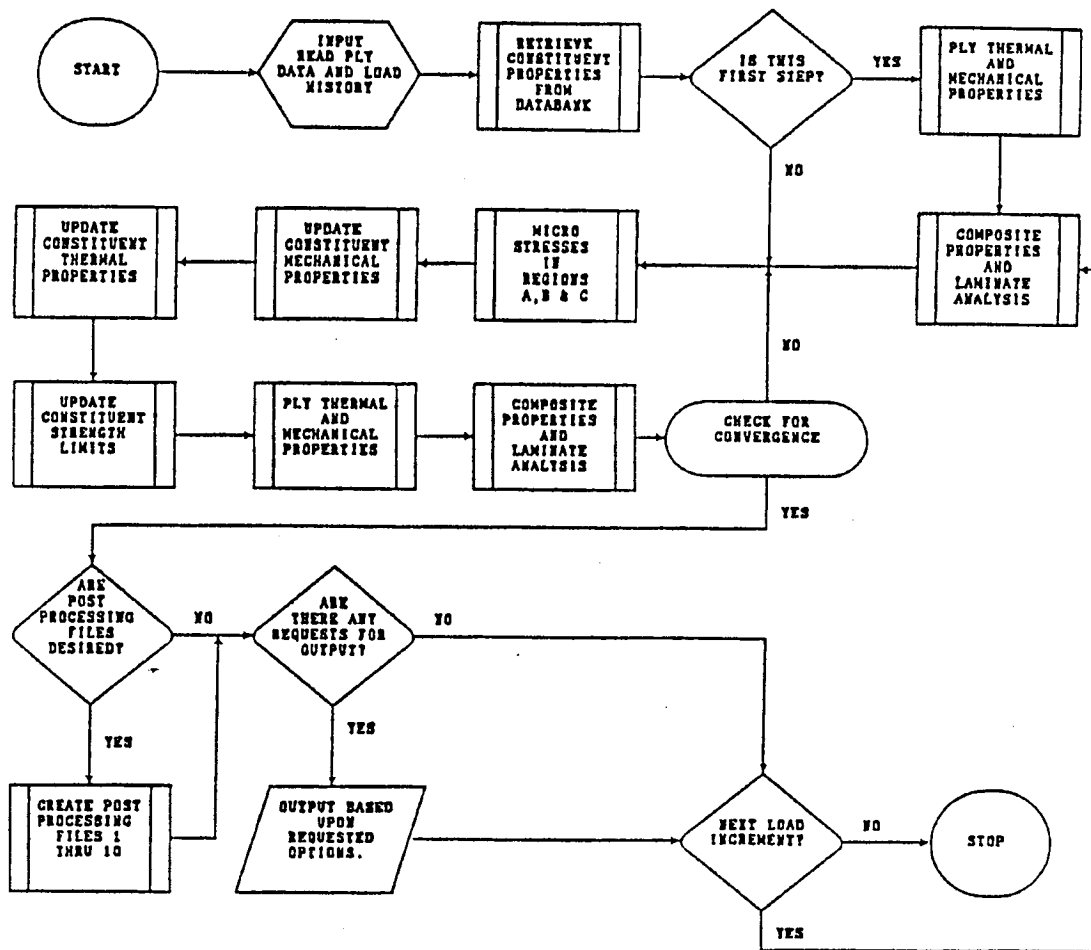 START
INPUT
READ PLY
DATA AND LOAD
HISTORY
RETRIEVE
CONSTITUENT
PROPERTIES
FROM
DATABANK
IS THIS
FIRST STEP?
YES
PLY THERMAL
AND
MECHANICAL
PROPERTIES
NO
UPDATE
CONSTITUENT
THERMAL
PROPERTIES
UPDATE
CONSTITUENT
MECHANICAL
PROPERTIES
MICRO
STRESSES
IN
REGIONS
A, B & C
COMPOSITE
PROPERTIES
AND
LAMINATE
ANALYSIS
NO
UPDATE
CONSTITUENT
STRENGTH
LIMITS
PLY THERMAL
AND
MECHANICAL
PROPERTIES
COMPOSITE
PROPERTIES
AND
LAMINATE
ANALYSIS
CHECK FOR
CONVERGENCE
YES
ARE
POST
PROCESSING
FILES
DESIRED?
NO
ARE
THERE ANY
REQUESTS FOR
OUTPUT?
NO
YES
YES
CREATE POST
PROCESSING
FILES 1
THRU 10
OUTPUT BASED
UPON
REQUESTED
OPTIONS.
NEXT LOAD
INCREMENT?
NO
STOP
YES